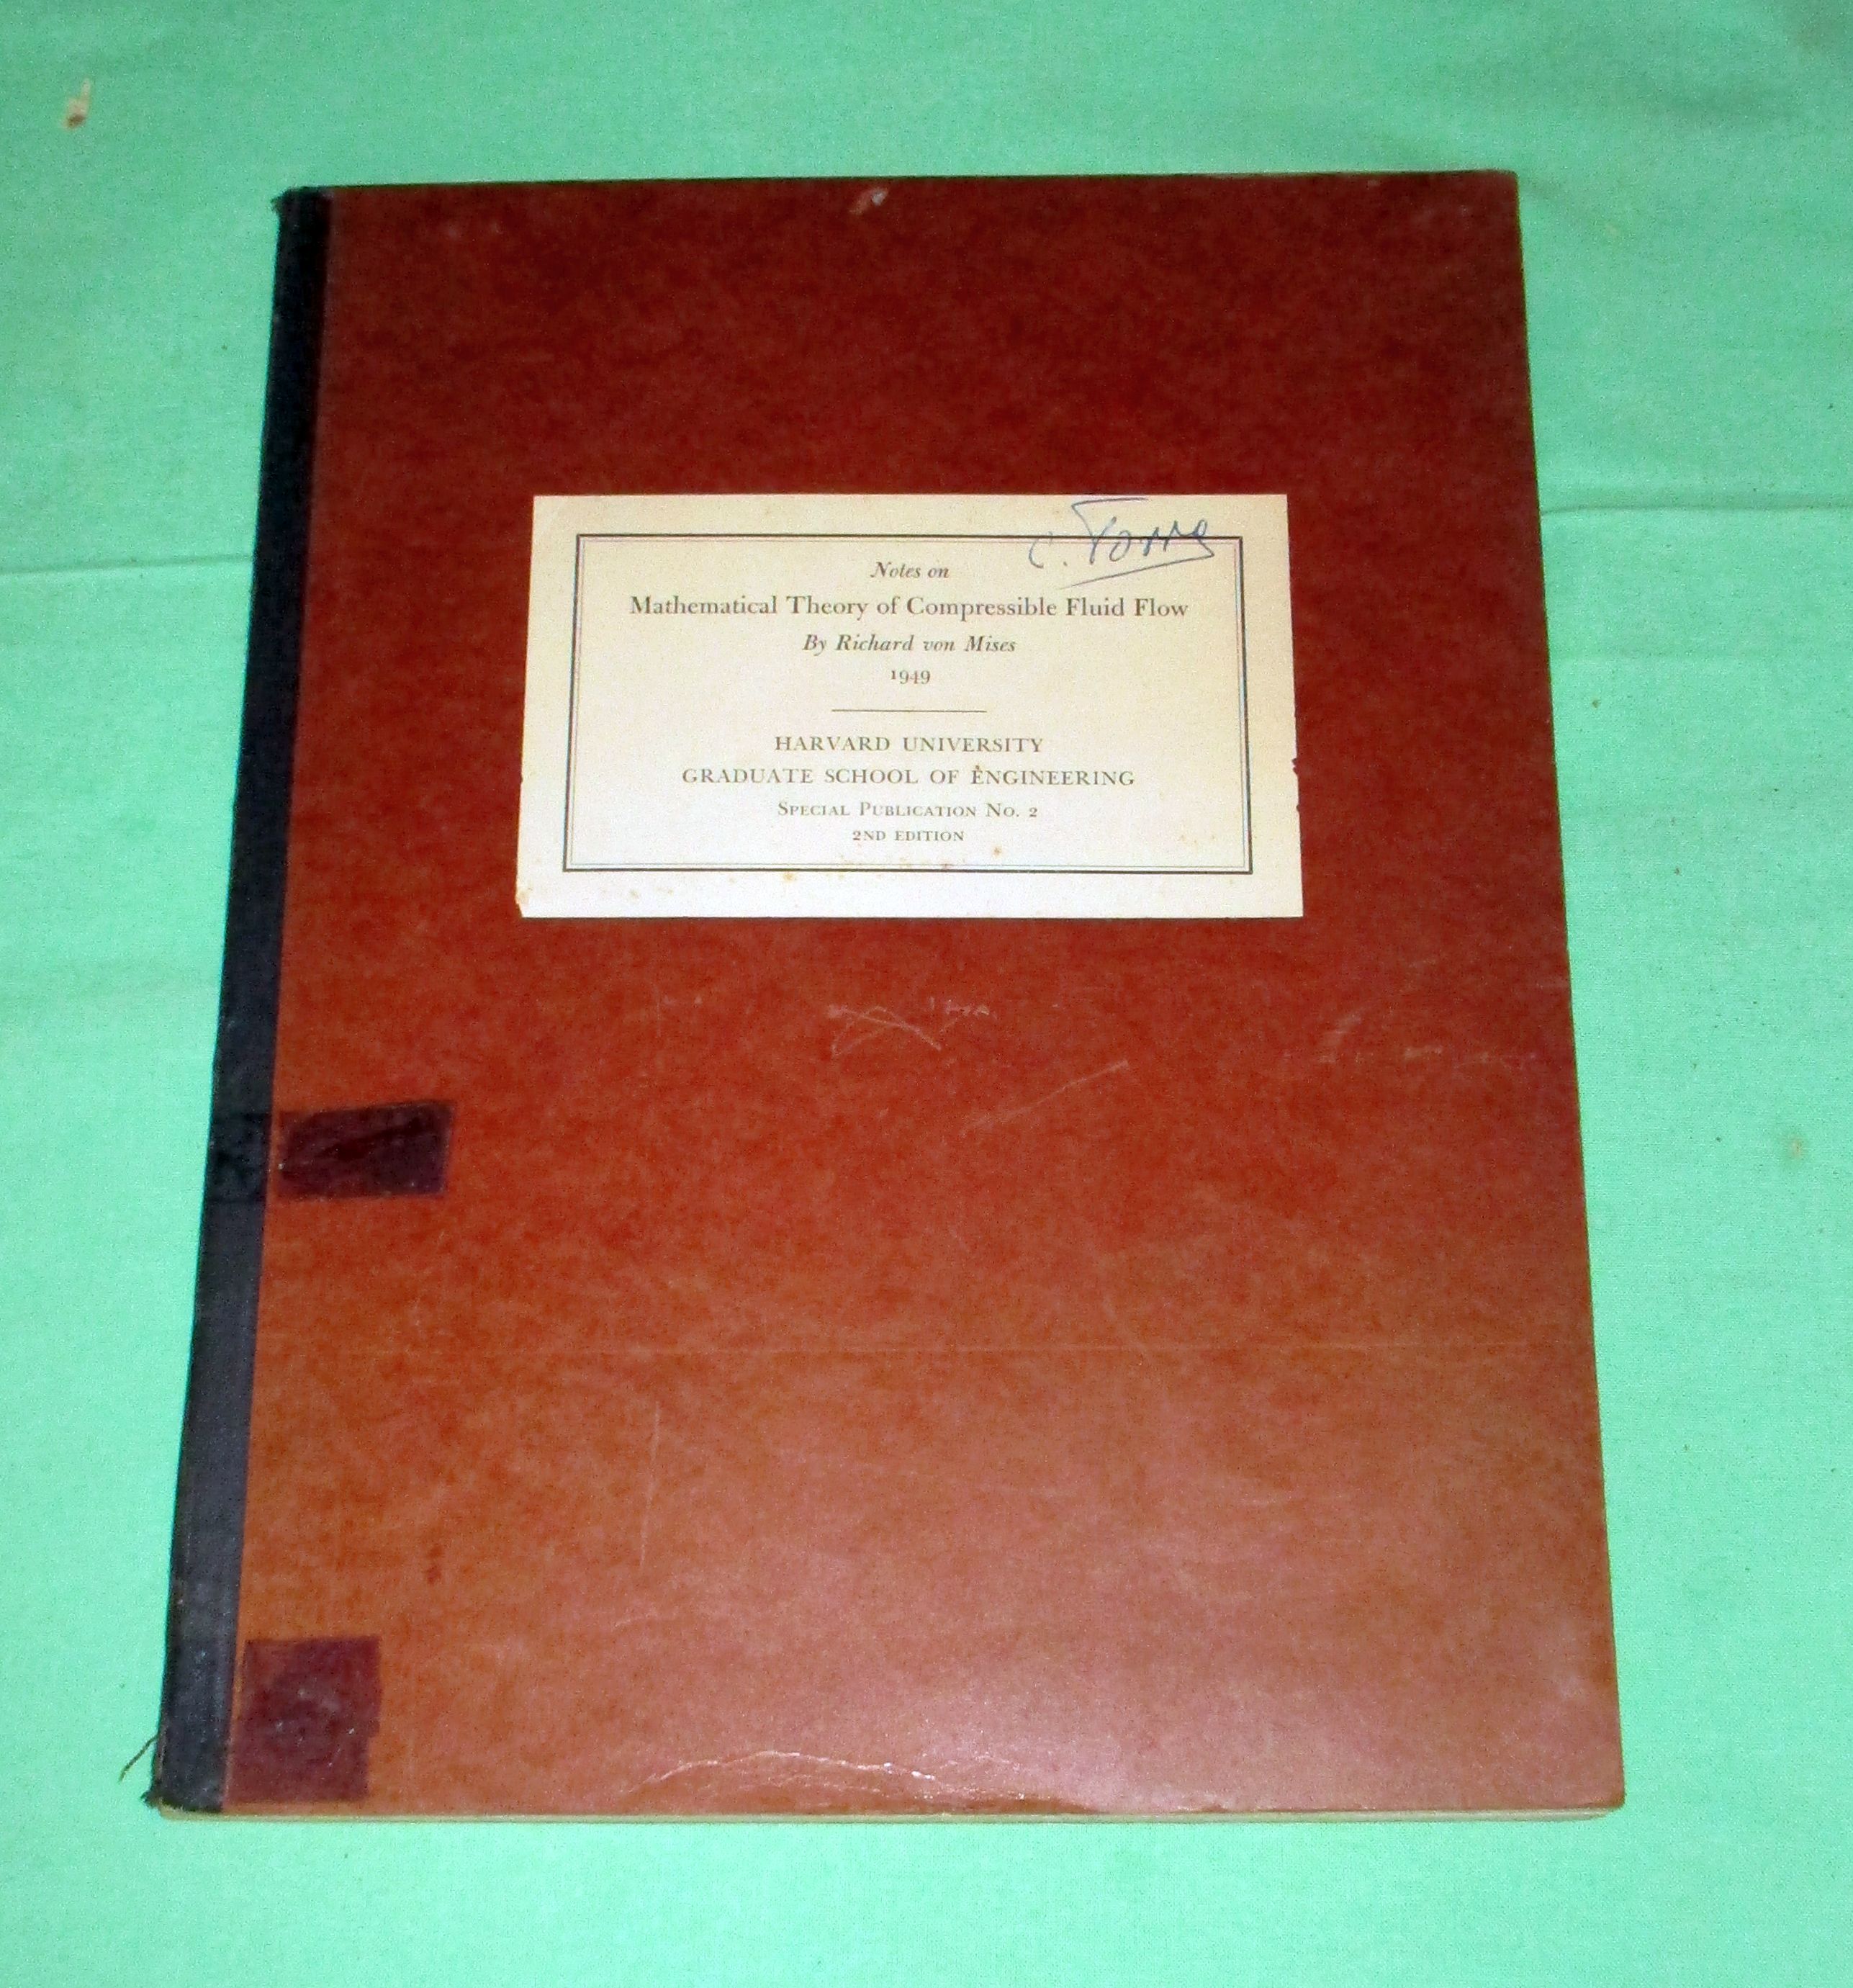 Notes on
Mathematical Theory of Compressible Fluid Flow
By Richard von Mises
1949
HARVARD UNIVERSITY
GRADUATE SCHOOL OF ENGINEERING
SPECIAL PUBLICATION NO. 2
2ND EDITION